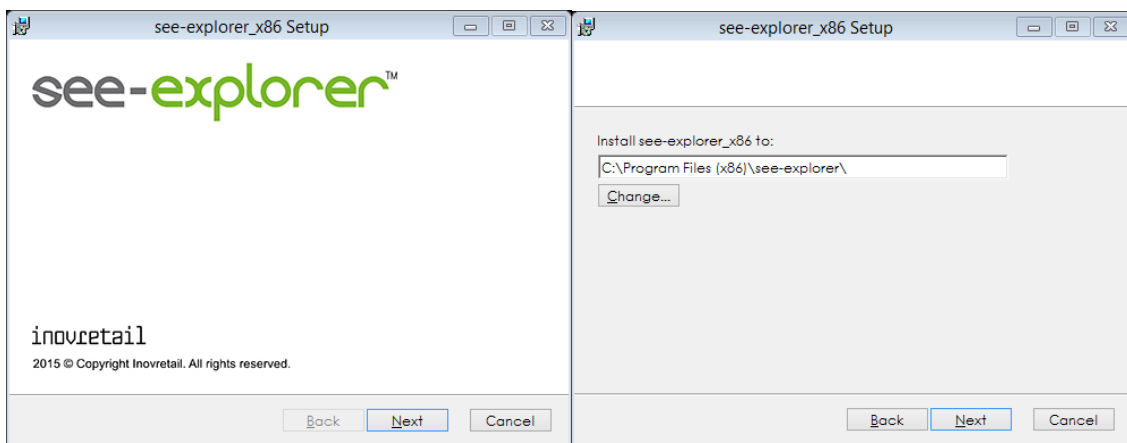 see-explorer_x86 Setup
see-explorer™
inovretail
2015 © Copyright Inovretail. All rights reserved.
Back Next Cancel
see-explorer_x86 Setup
Install see-explorer_x86 to:
C:\Program Files (x86)\see-explorer\
Change...
Back Next Cancel